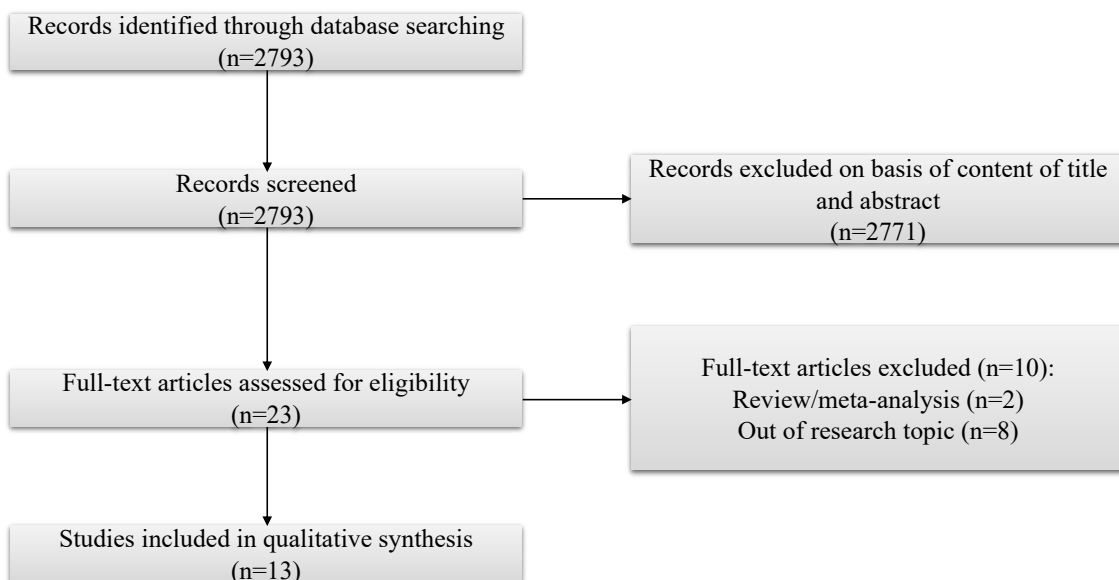 Records identified through database searching
(n=2793)
Records screened
(n=2793)
Records excluded on basis of content of title
and abstract
(n=2771)
Full-text articles assessed for eligibility
(n=23)
Full-text articles excluded (n=10):
Review/meta-analysis (n=2)
Out of research topic (n=8)
Studies included in qualitative synthesis
(n=13)